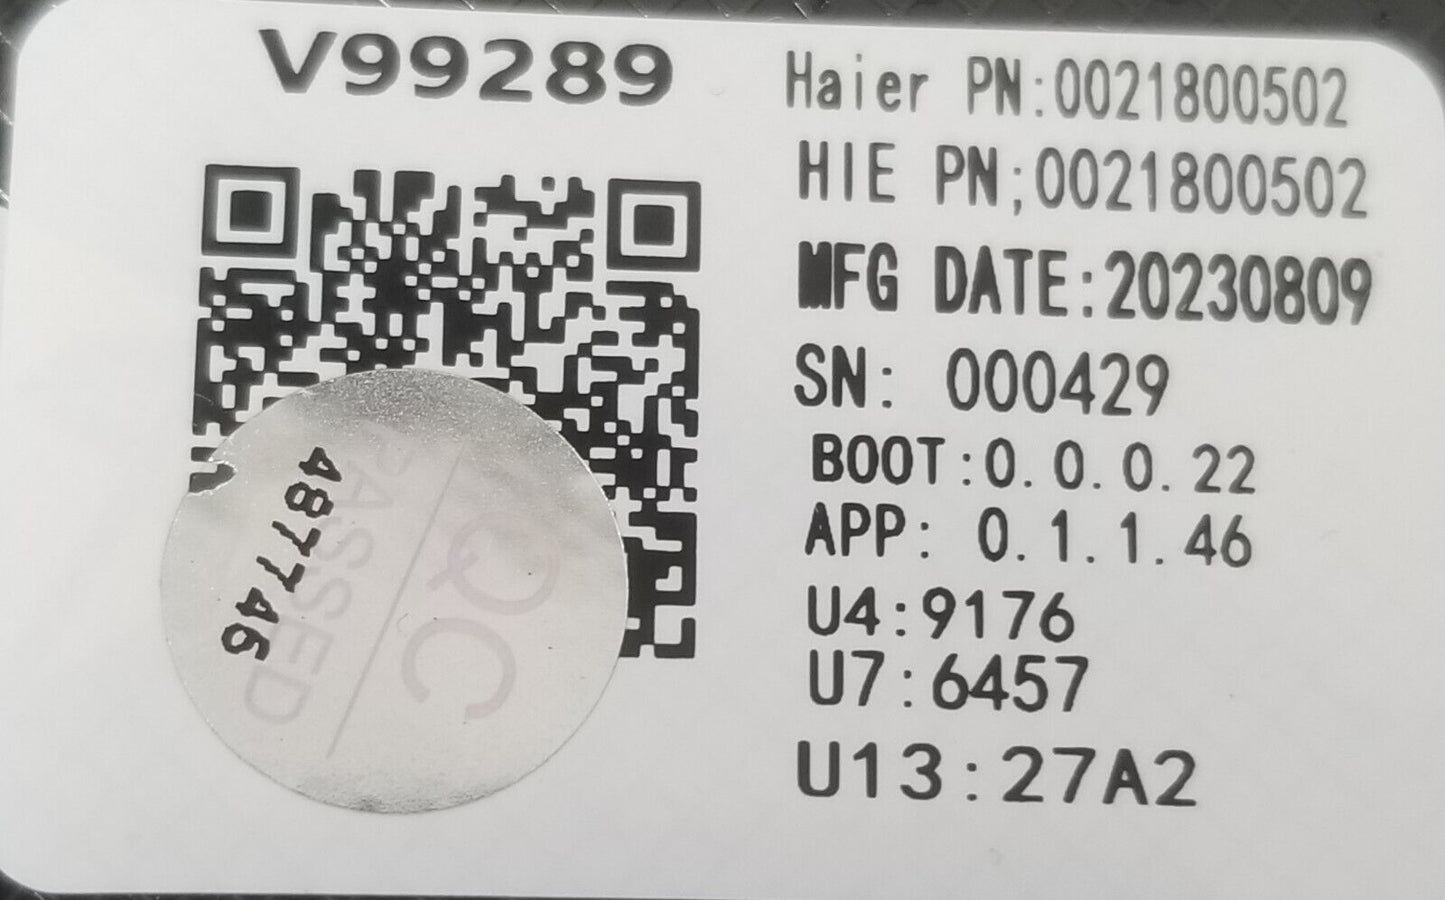 V99289
Haier PN:0021800502
HIE PN;0021800502
MFG DATE:20230809
SN: 000429
BOOT:0.0.0.22
APP: 0.1.1.46
U4:9176
U7:6457
U13:27A2
QC
PASSED
487746